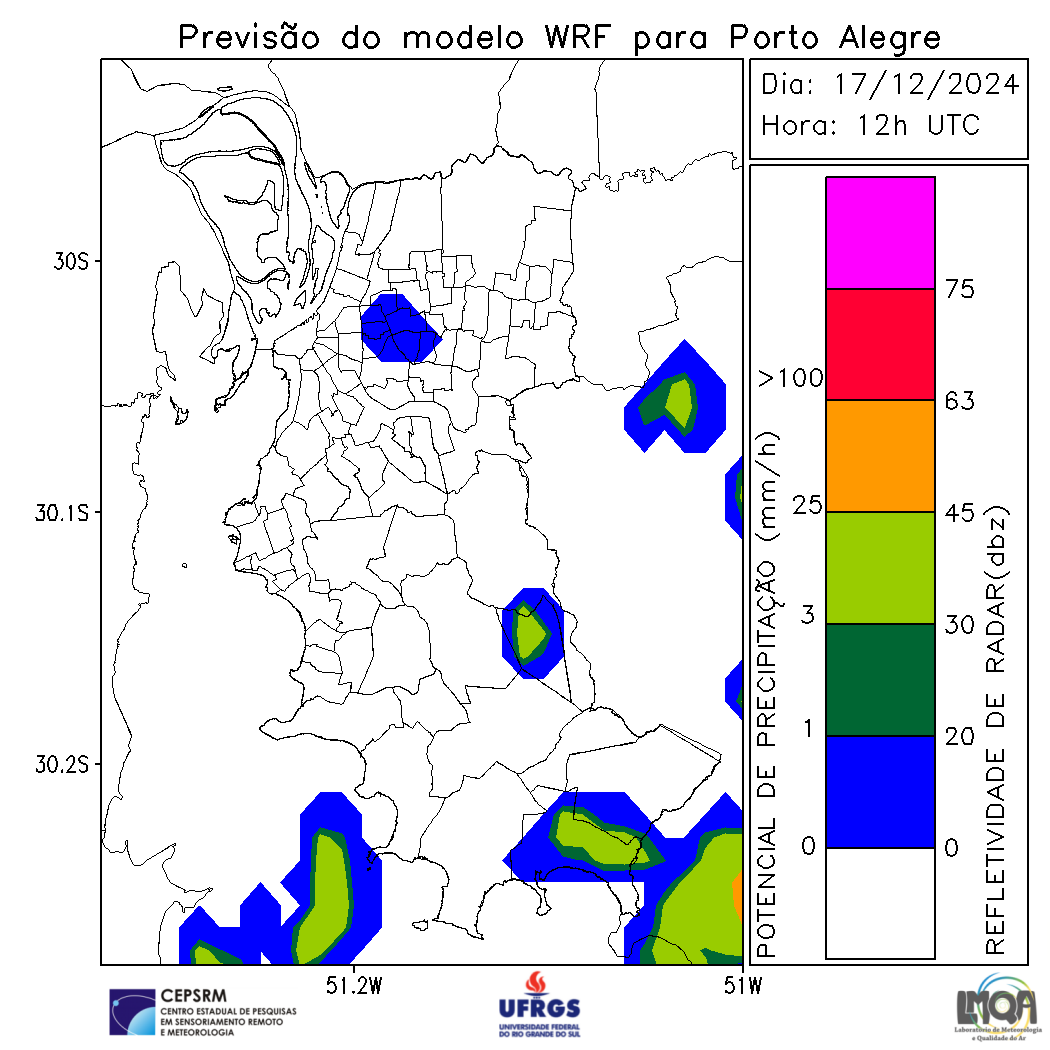 Previsão do modelo WRF para Porto Alegre
Dia: 17/12/2024
Hora: 12h UTC
30S
30.1S
30.2S
51.2W
51W
POTENCIAL DE PRECIPITAÇÃO (mm/h)
>100
25
3
1
0
75
63
45
30
20
0
REFLETIVIDADE DE RADAR(dbz)
CEPSRM
CENTRO ESTADUAL DE PESQUISAS
EM SENSORIAMENTO REMOTO
E METEOROLOGIA
UFRGS
UNIVERSIDADE FEDERAL
DO RIO GRANDE DO SUL
LMQA
Laboratório de Meteorologia
e Qualidade do Ar